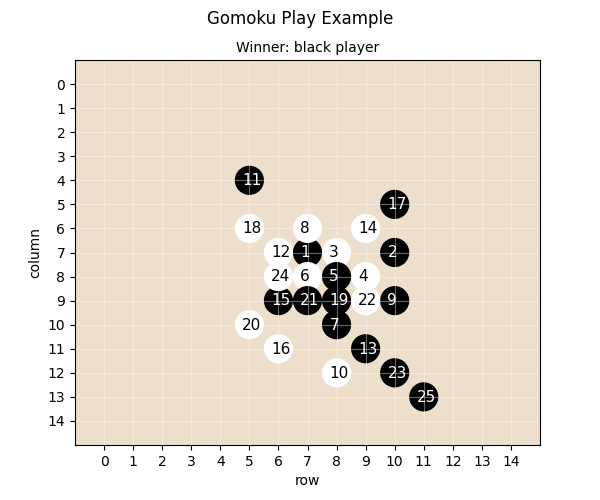 Gomoku Play Example
Winner: black player
0
1
2
3
4 11
5 17
6 18 8 14
7 12 1 3 2
8 24 6 5 4
9 15 21 19 22 9
10 20 7
11 16 13
12 10 23
13 25
14
column
0 1 2 3 4 5 6 7 8 9 10 11 12 13 14
row